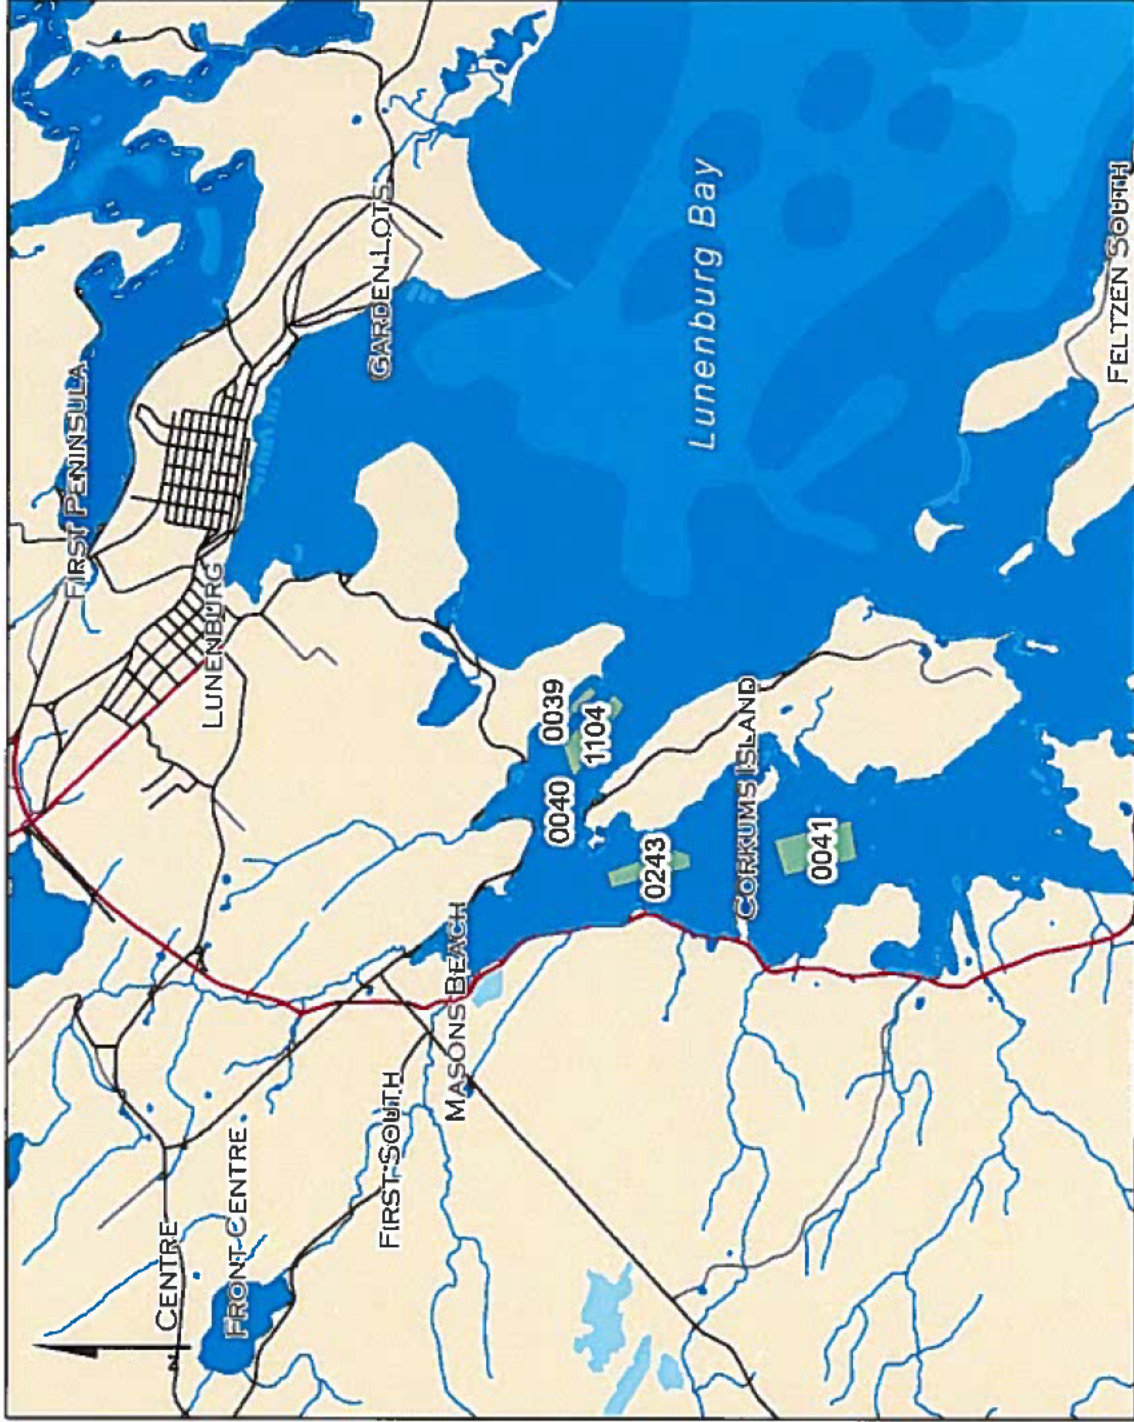 FIRST PENINSULA
LUNENBURG
GARDEN LOTS
Lunenburg Bay
FELTZEN SOUTH
CENTRE
FRONT CENTRE
FIRST SOUTH
MASONS BEACH
0039
1104
0040
0243
CORKUMS ISLAND
0041
N